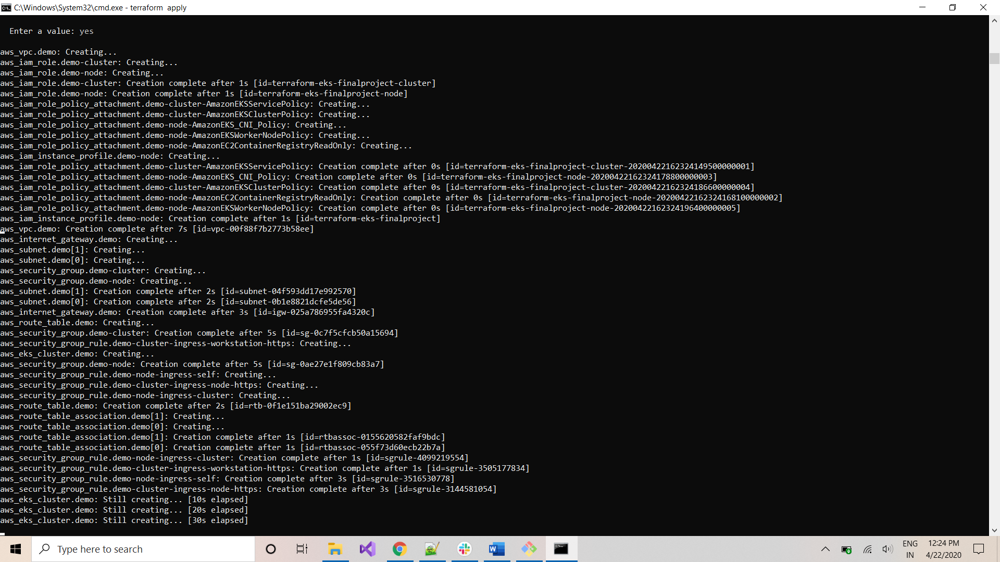 C:\Windows\System32\cmd.exe - terraform  apply
Enter a value: yes
aws_vpc.demo: Creating...
aws_iam_role.demo-cluster: Creating...
aws_iam_role.demo-node: Creating...
aws_iam_role.demo-cluster: Creation complete after 1s [id=terraform-eks-finalproject-cluster]
aws_iam_role.demo-node: Creation complete after 1s [id=terraform-eks-finalproject-node]
aws_iam_role_policy_attachment.demo-cluster-AmazonEKSServicePolicy: Creating...
aws_iam_role_policy_attachment.demo-cluster-AmazonEKSClusterPolicy: Creating...
aws_iam_role_policy_attachment.demo-node-AmazonEKS_CNI_Policy: Creating...
aws_iam_role_policy_attachment.demo-node-AmazonEKSWorkerNodePolicy: Creating...
aws_iam_role_policy_attachment.demo-node-AmazonEC2ContainerRegistryReadOnly: Creating...
aws_iam_instance_profile.demo-node: Creating...
aws_iam_role_policy_attachment.demo-cluster-AmazonEKSServicePolicy: Creation complete after 0s [id=terraform-eks-finalproject-cluster-20200422162324149500000001]
aws_iam_role_policy_attachment.demo-node-AmazonEKS_CNI_Policy: Creation complete after 0s [id=terraform-eks-finalproject-node-20200422162324178800000003]
aws_iam_role_policy_attachment.demo-cluster-AmazonEKSClusterPolicy: Creation complete after 0s [id=terraform-eks-finalproject-cluster-20200422162324186600000004]
aws_iam_role_policy_attachment.demo-node-AmazonEC2ContainerRegistryReadOnly: Creation complete after 0s [id=terraform-eks-finalproject-node-20200422162324168100000002]
aws_iam_role_policy_attachment.demo-node-AmazonEKSWorkerNodePolicy: Creation complete after 0s [id=terraform-eks-finalproject-node-20200422162324196400000005]
aws_iam_instance_profile.demo-node: Creation complete after 1s [id=terraform-eks-finalproject]
aws_vpc.demo: Creation complete after 7s [id=vpc-00f88f7b2773b58ee]
aws_internet_gateway.demo: Creating...
aws_subnet.demo[1]: Creating...
aws_subnet.demo[0]: Creating...
aws_security_group.demo-cluster: Creating...
aws_security_group.demo-node: Creating...
aws_subnet.demo[1]: Creation complete after 2s [id=subnet-04f593dd17e992570]
aws_subnet.demo[0]: Creation complete after 2s [id=subnet-0b1e8821dcfe5de56]
aws_internet_gateway.demo: Creation complete after 3s [id=igw-025a786955fa4320c]
aws_route_table.demo: Creating...
aws_security_group.demo-cluster: Creation complete after 5s [id=sg-0c7f5cfcb50a15694]
aws_security_group_rule.demo-cluster-ingress-workstation-https: Creating...
aws_eks_cluster.demo: Creating...
aws_security_group.demo-node: Creation complete after 5s [id=sg-0ae27e1f809cb83a7]
aws_security_group_rule.demo-node-ingress-self: Creating...
aws_security_group_rule.demo-cluster-ingress-node-https: Creating...
aws_security_group_rule.demo-node-ingress-cluster: Creating...
aws_route_table.demo: Creation complete after 2s [id=rtb-0f1e151ba29002ec9]
aws_route_table_association.demo[1]: Creating...
aws_route_table_association.demo[0]: Creating...
aws_route_table_association.demo[1]: Creation complete after 1s [id=rtbassoc-0155620582faf9bdc]
aws_route_table_association.demo[0]: Creation complete after 1s [id=rtbassoc-055f73d60ecb22b7a]
aws_security_group_rule.demo-node-ingress-cluster: Creation complete after 1s [id=sgrule-4099219554]
aws_security_group_rule.demo-cluster-ingress-workstation-https: Creation complete after 1s [id=sgrule-3505177834]
aws_security_group_rule.demo-node-ingress-self: Creation complete after 3s [id=sgrule-3516530778]
aws_security_group_rule.demo-cluster-ingress-node-https: Creation complete after 3s [id=sgrule-3144581054]
aws_eks_cluster.demo: Still creating... [10s elapsed]
aws_eks_cluster.demo: Still creating... [20s elapsed]
aws_eks_cluster.demo: Still creating... [30s elapsed]
Type here to search
ENG
IN
12:24 PM
4/22/2020